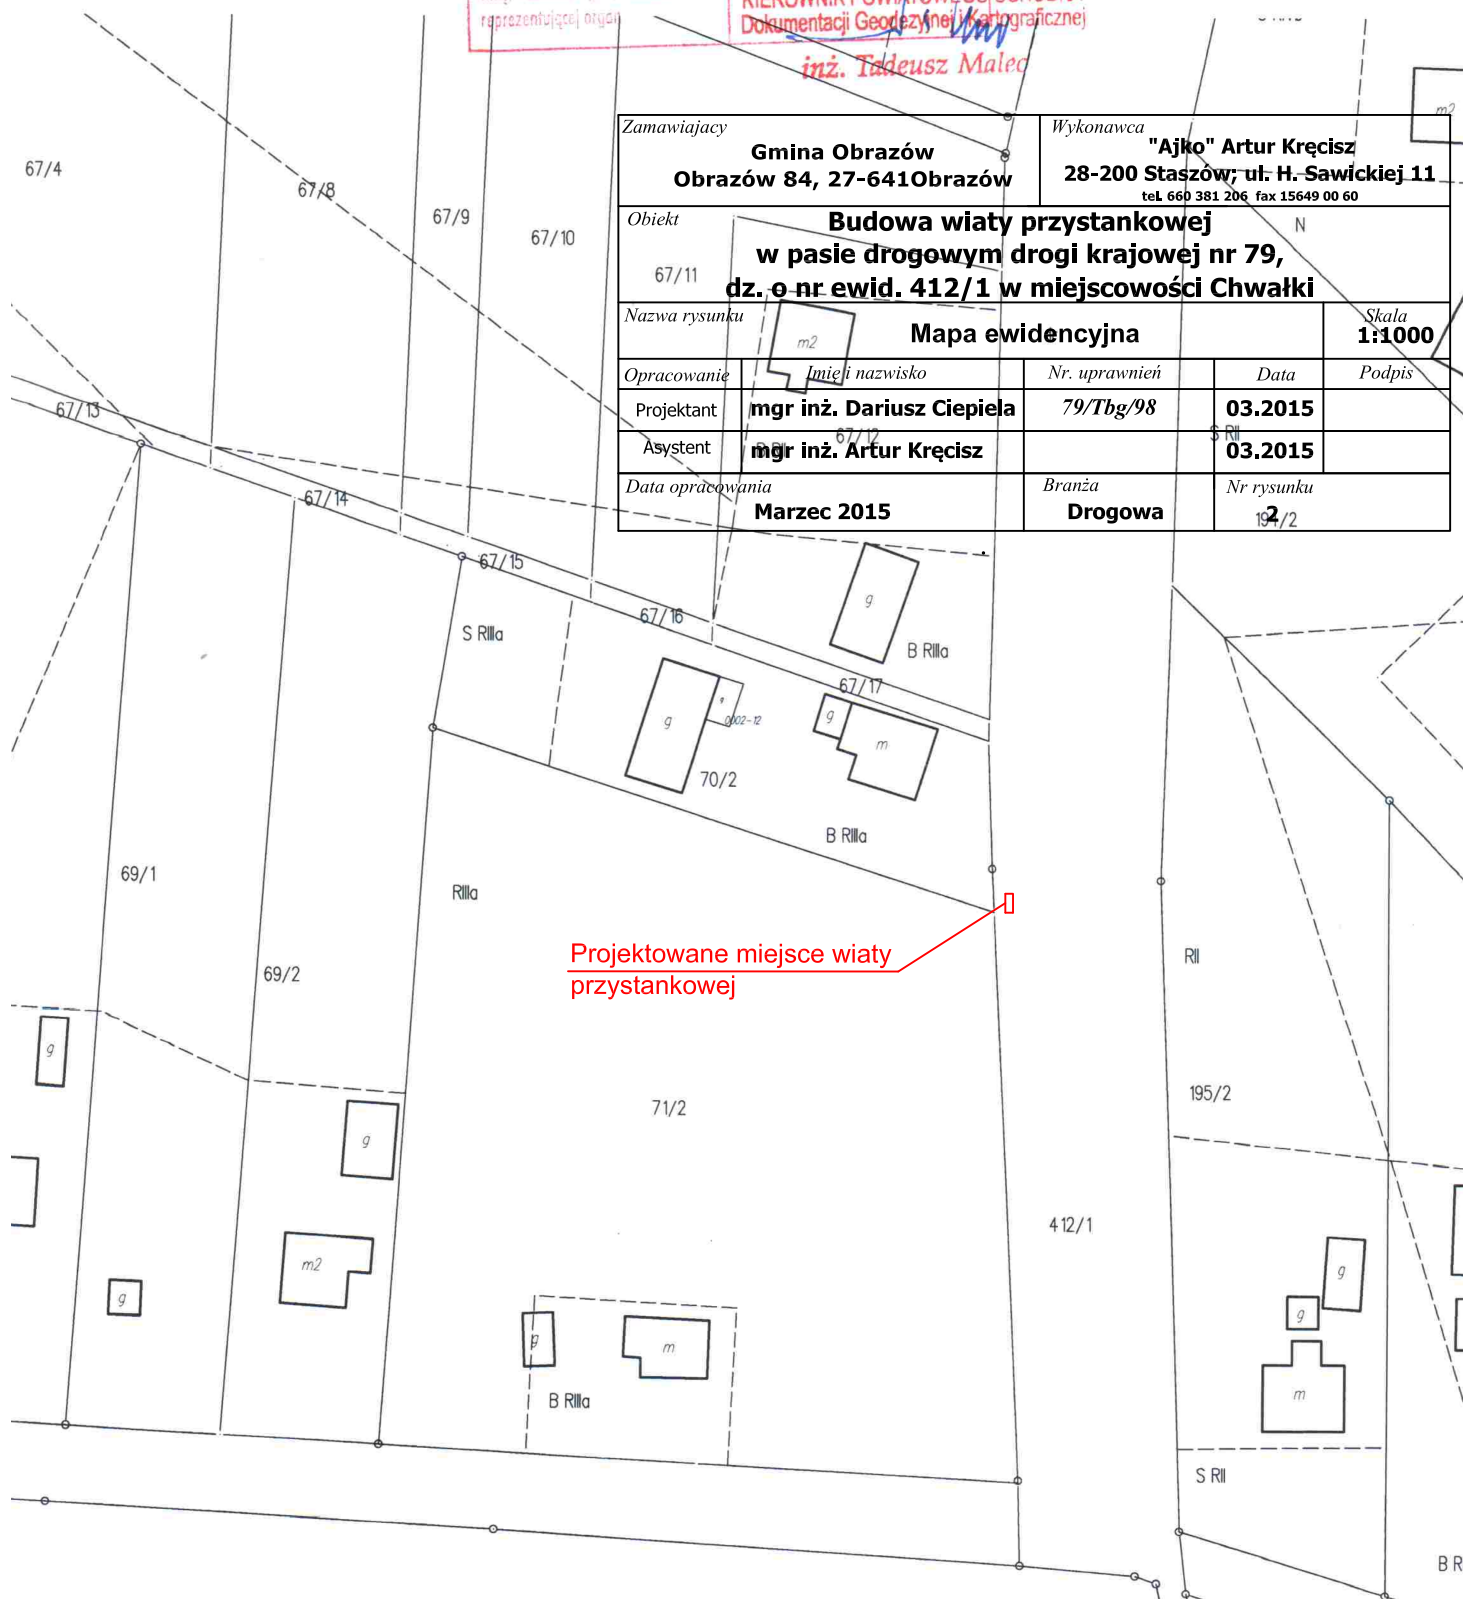 reprezentującej organ
Dokumentacji Geodezyjnej i Kartograficznej
inż. Tadeusz Malec
Zamawiajacy
Gmina Obrazów
Obrazów 84, 27-641Obrazów
Wykonawca
"Ajko" Artur Kręcisz
28-200 Staszów; ul. H. Sawickiej 11
tel. 660 381 206 fax 15649 00 60
Obiekt
Budowa wiaty przystankowej
w pasie drogowym drogi krajowej nr 79,
dz. o nr ewid. 412/1 w miejscowości Chwałki
Nazwa rysunku
Mapa ewidencyjna
Skala
1:1000
Opracowanie
Imię i nazwisko
Nr. uprawnień
Data
Podpis
Projektant
mgr inż. Dariusz Ciepiela
79/Tbg/98
03.2015
Asystent
mgr inż. Artur Kręcisz
03.2015
Data opracowania
Marzec 2015
Branża
Drogowa
Nr rysunku
2
m2
67/4
67/8
67/9
67/10
67/11
N
m2
67/13
67/12
S RII
67/14
67/15
67/16
g
S RIIIa
B RIIIa
67/17
g
0002-12
g
m
70/2
B RIIIa
69/1
RIIIa
Projektowane miejsce wiaty
przystankowej
RII
69/2
g
71/2
195/2
g
412/1
m2
g
g
g
g
m
m
B RIIIa
S RII
B R